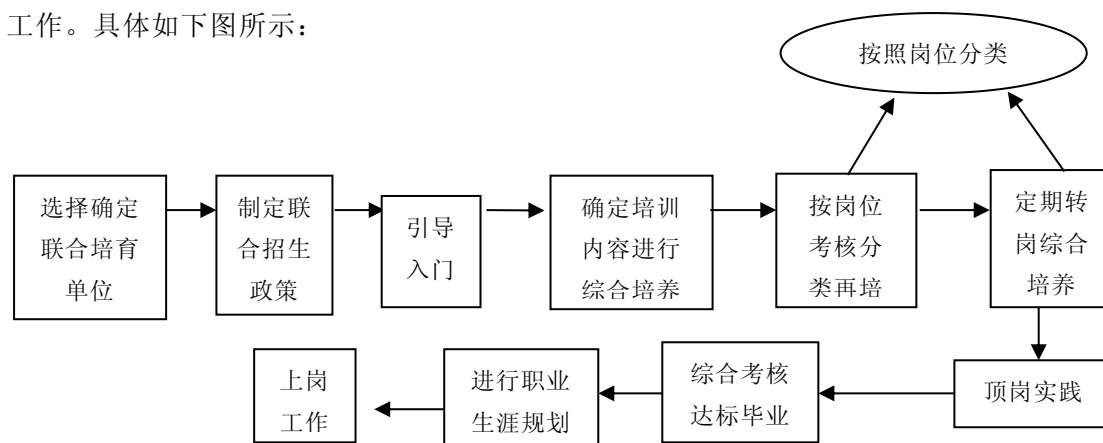 工作。具体如下图所示：
按照岗位分类
选择确定
联合培育
单位
制定联
合招生
政策
引导
入门
确定培训
内容进行
综合培养
按岗位
考核分
类再培
定期转
岗综合
培养
顶岗实践
综合考核
达标毕业
进行职业
生涯规划
上岗
工作